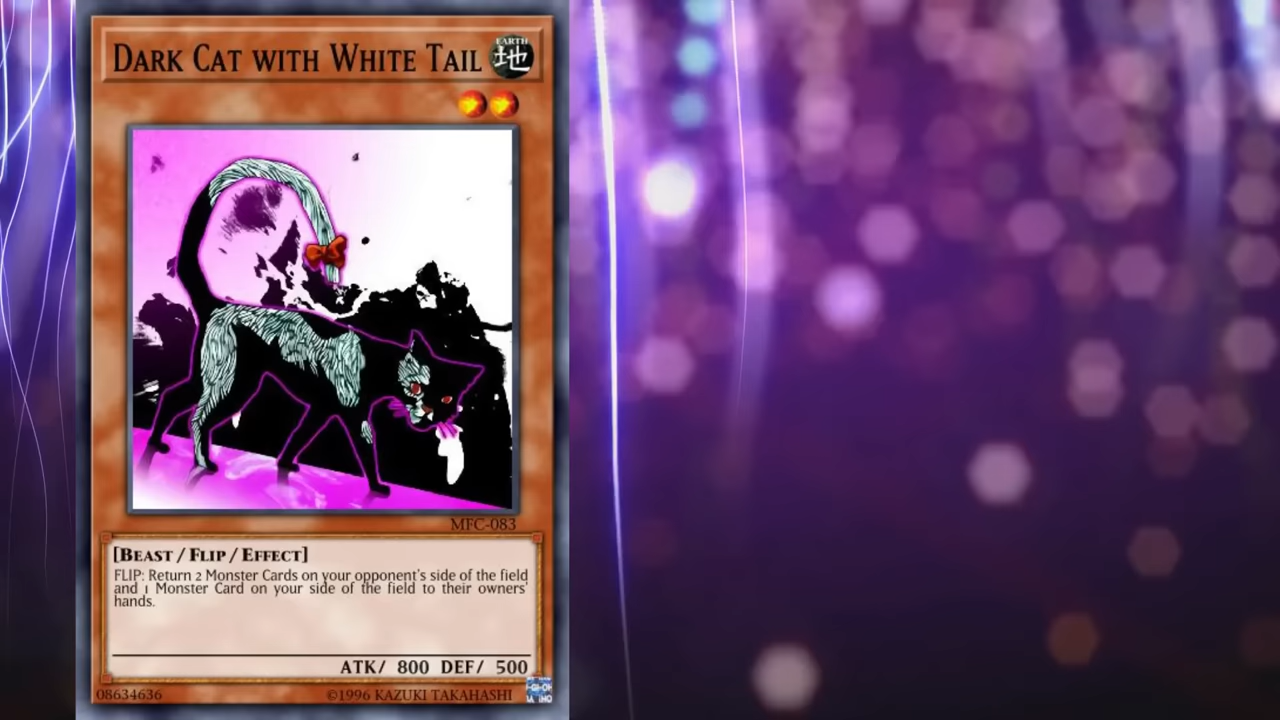 DARK CAT WITH WHITE TAIL
EARTH
地
MFC-083
[BEAST / FLIP / EFFECT]
FLIP: Return 2 Monster Cards on your opponent's side of the field
and 1 Monster Card on your side of the field to their owners'
hands.
ATK/ 800 DEF/ 500
08634636
©1996 KAZUKI TAKAHASHI